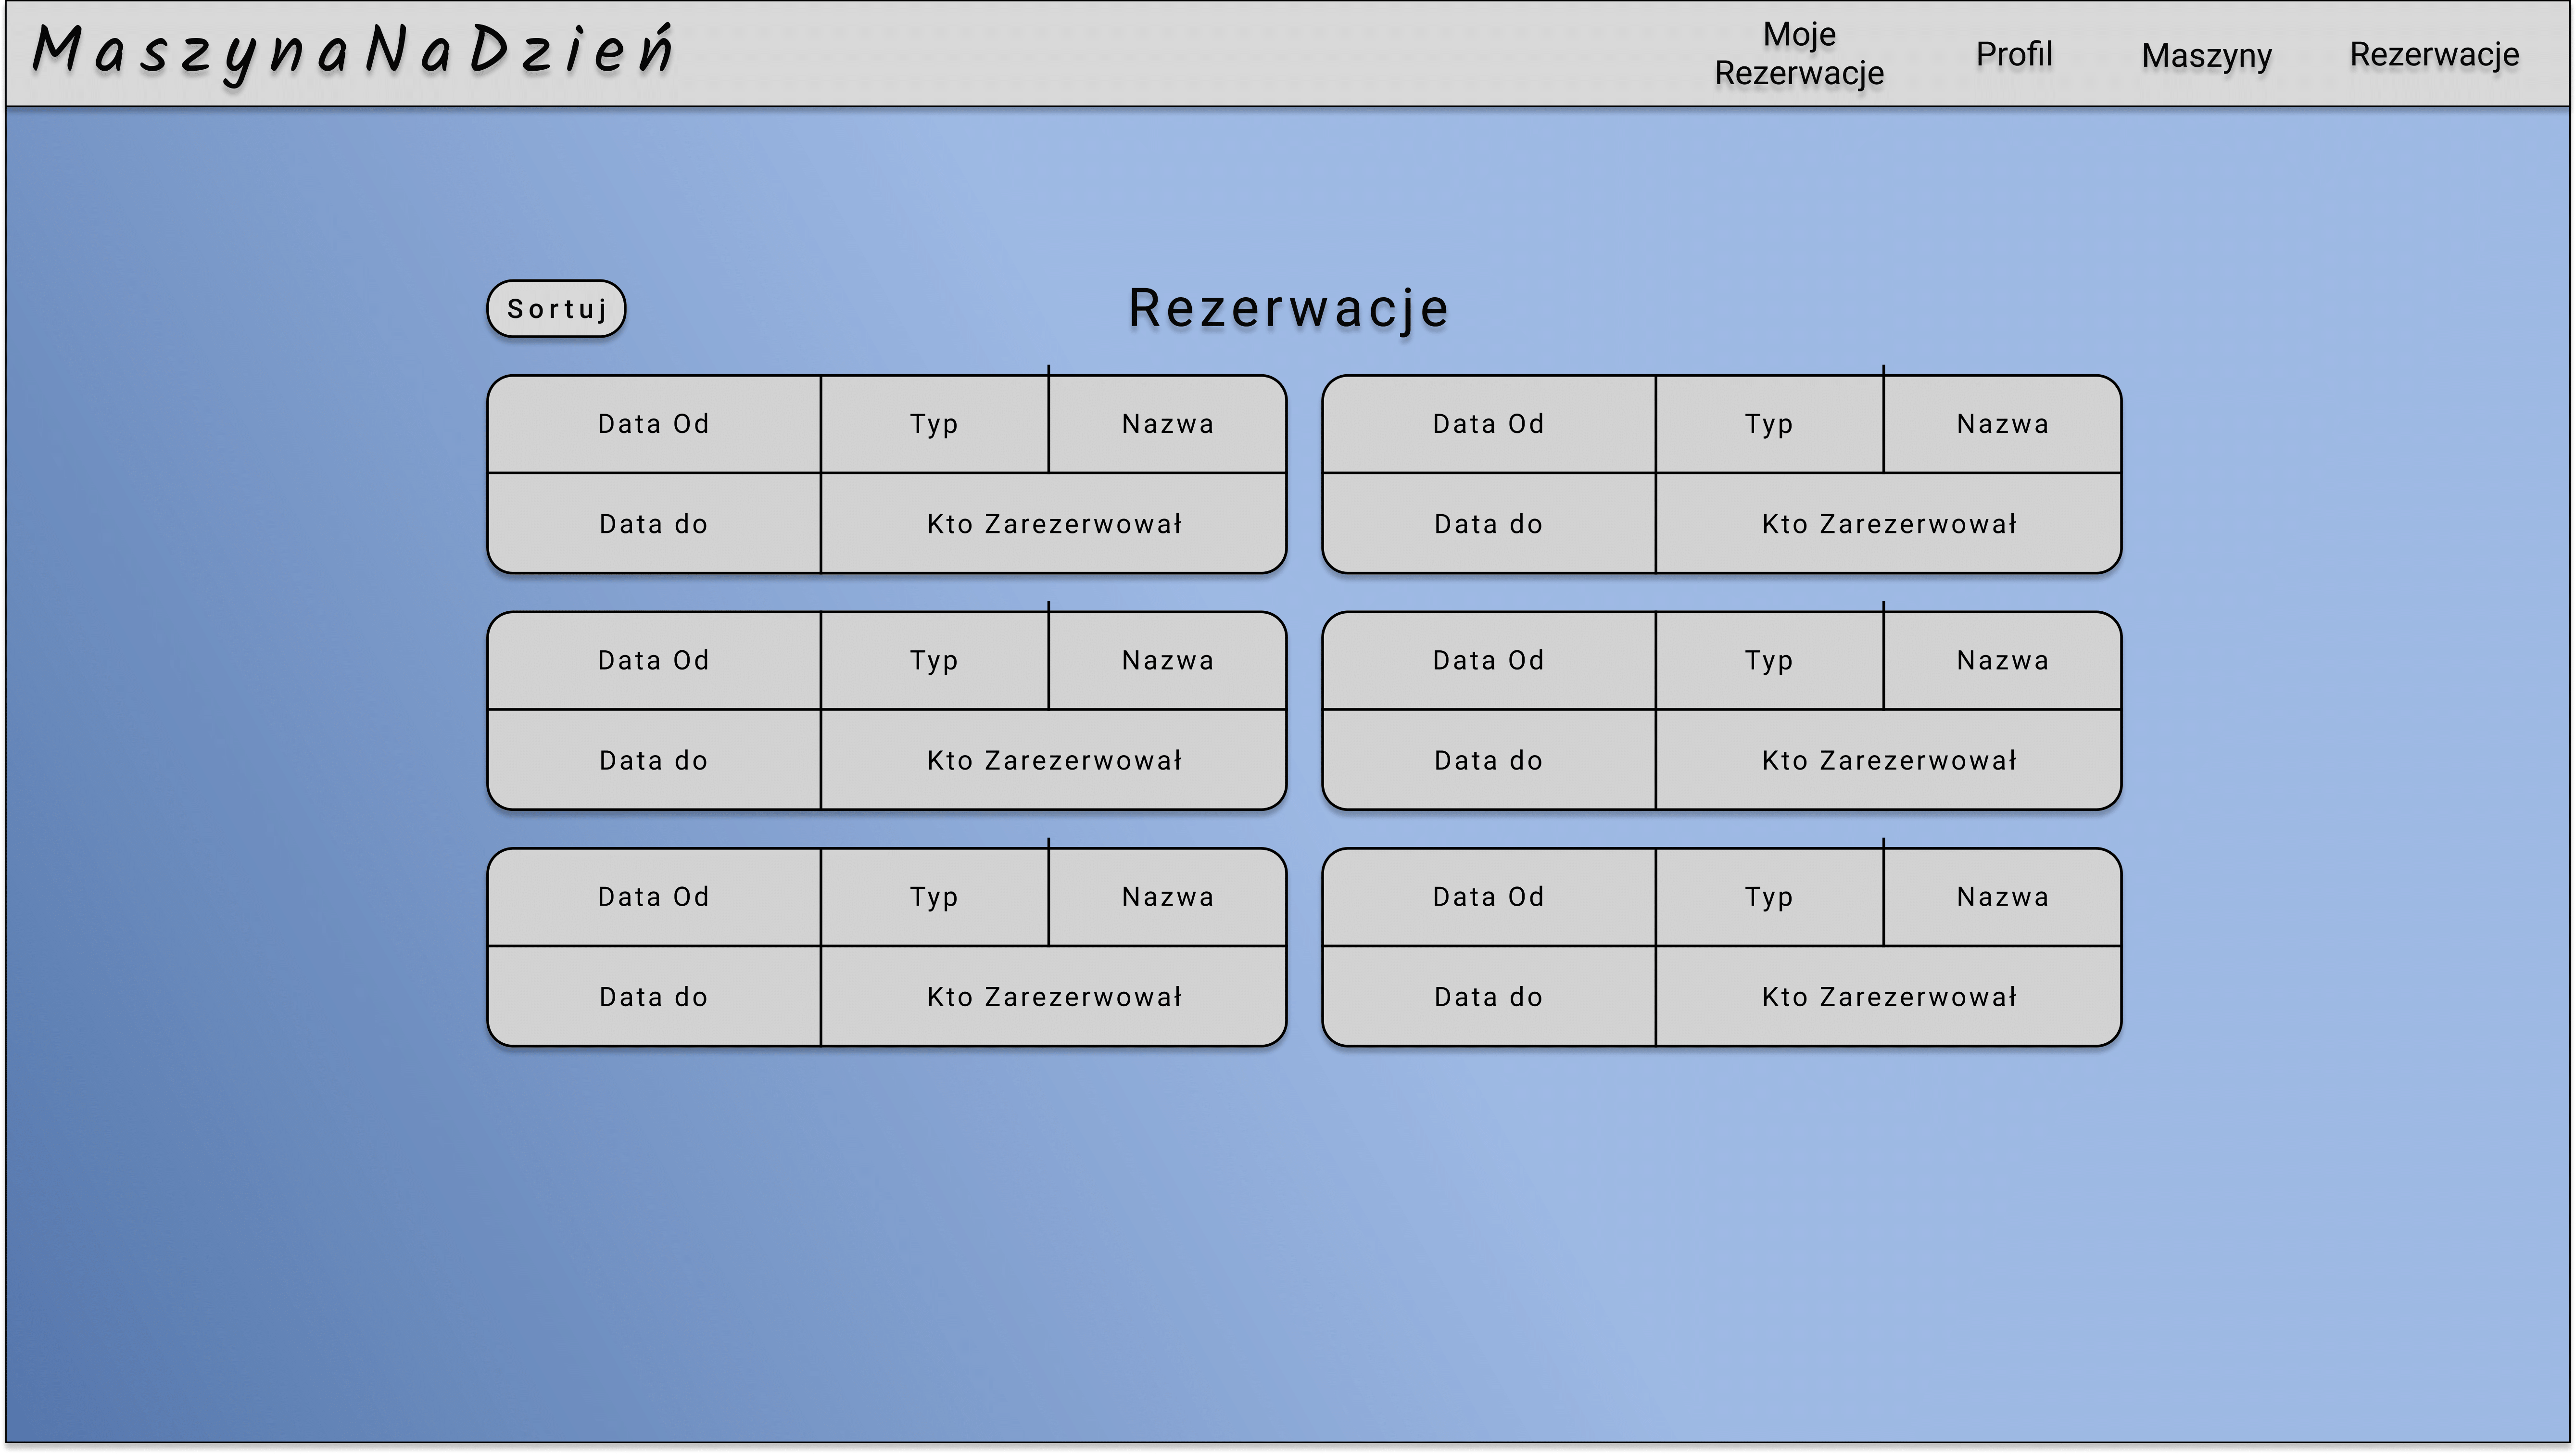 MaszynaNaDzień
Moje
Rezerwacje
Profil
Maszyny
Rezerwacje
Sortuj
Rezerwacje
Data Od
Typ
Nazwa
Data do
Kto Zarezerwował
Data Od
Typ
Nazwa
Data do
Kto Zarezerwował
Data Od
Typ
Nazwa
Data do
Kto Zarezerwował
Data Od
Typ
Nazwa
Data do
Kto Zarezerwował
Data Od
Typ
Nazwa
Data do
Kto Zarezerwował
Data Od
Typ
Nazwa
Data do
Kto Zarezerwował